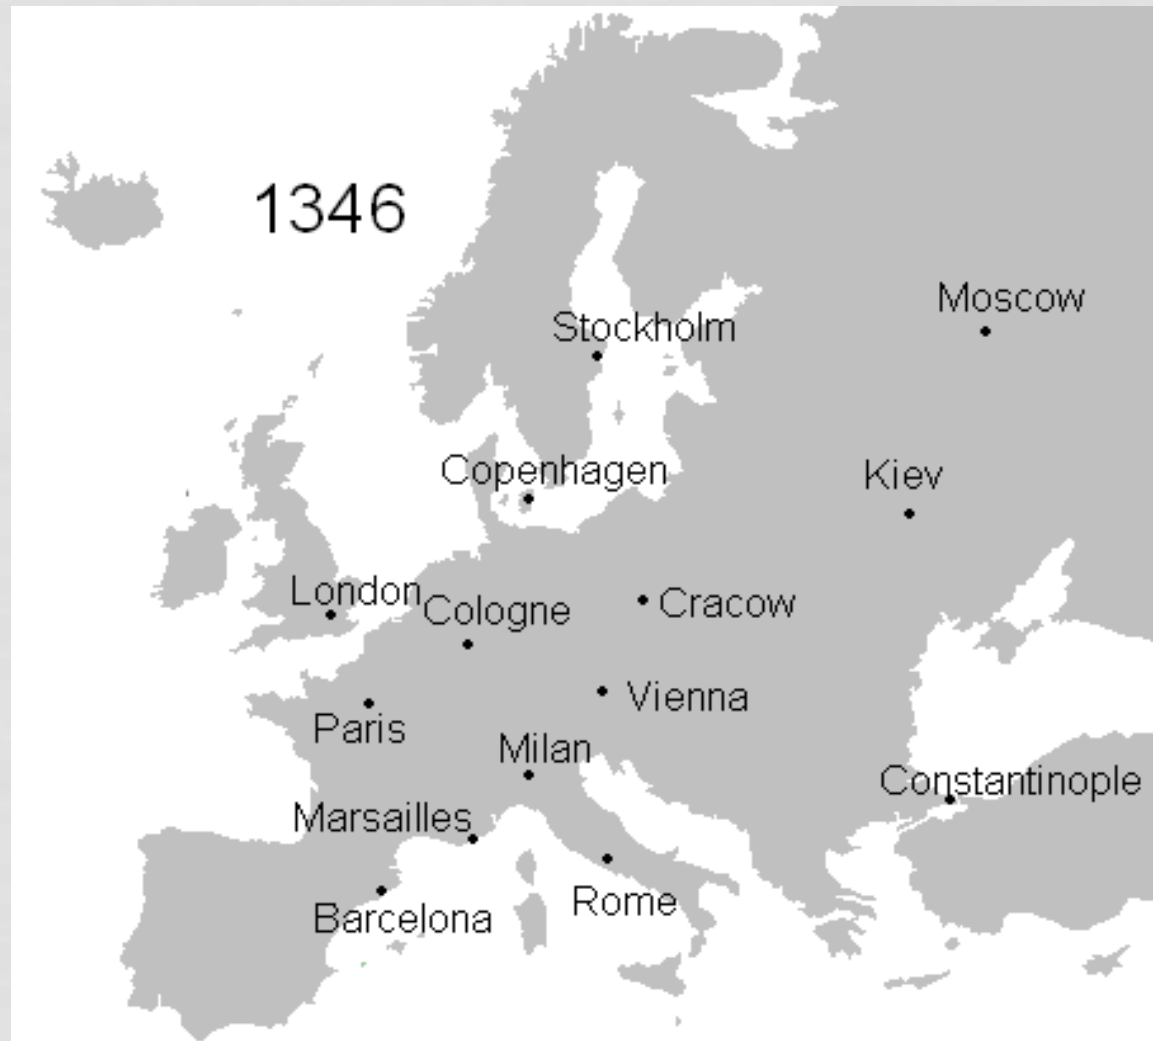 1346
Moscow
Stockholm
Copenhagen
Kiev
London
Cologne
Cracow
Vienna
Paris
Milan
Constantinople
Marsailles
Rome
Barcelona